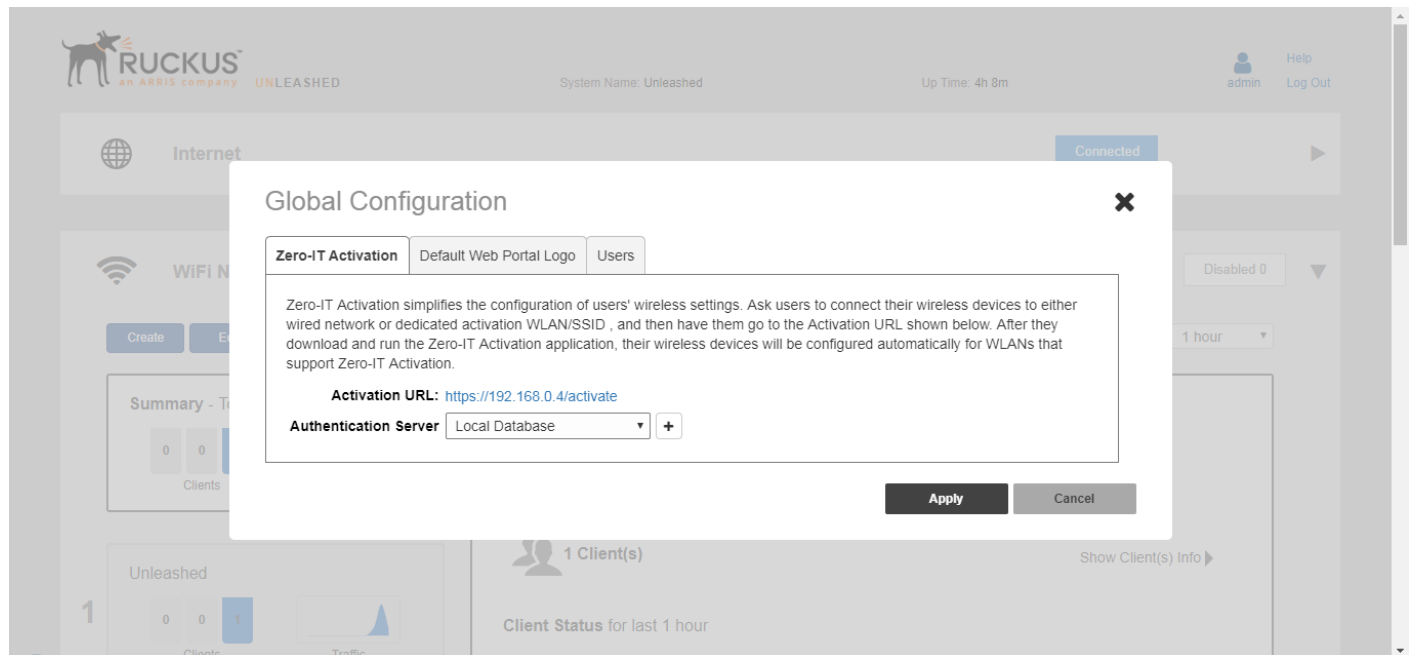 RUCKUS™
an ARRIS company
UNLEASHED
System Name: Unleashed
Up Time: 4h 8m
admin
Help
Log Out
Internet
Connected
Global Configuration
Zero-IT Activation
Default Web Portal Logo
Users
Zero-IT Activation simplifies the configuration of users' wireless settings. Ask users to connect their wireless devices to either
wired network or dedicated activation WLAN/SSID , and then have them go to the Activation URL shown below. After they
download and run the Zero-IT Activation application, their wireless devices will be configured automatically for WLANs that
support Zero-IT Activation.
Activation URL: https://192.168.0.4/activate
Authentication Server Local Database +
Apply
Cancel
WiFi N
Disabled 0
Create
E
1 hour
Summary - T
0 0
Clients
1 Client(s)
Show Client(s) Info
Unleashed
1
0 0 1
Clients
Traffic
Client Status for last 1 hour